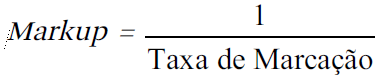 Markup = 1 / Taxa de Marcação